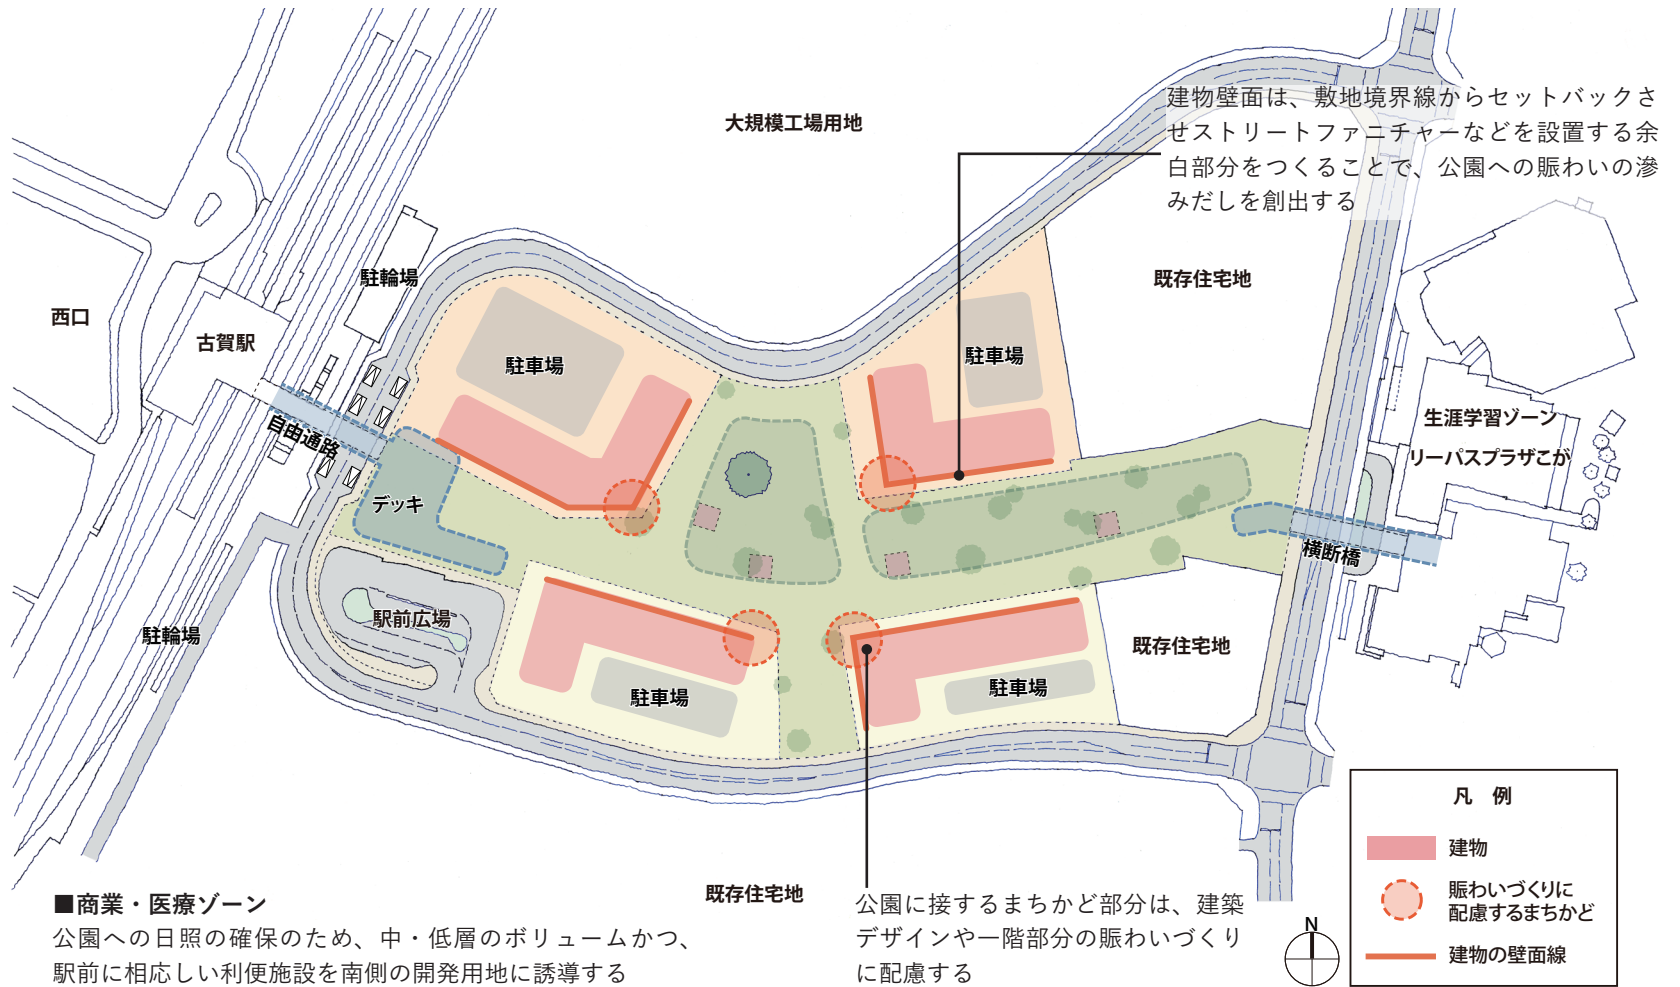 大規模工場用地
建物壁面は、敷地境界線からセットバックさ
せストリートファニチャーなどを設置する余
白部分をつくることで、公園への賑わいの滲
みだしを創出する
駐輪場
既存住宅地
西口
古賀駅
駐車場
駐車場
自由通路
生涯学習ゾーン
リーパスプラザこが
デッキ
横断橋
駅前広場
駐輪場
既存住宅地
駐車場
駐車場
既存住宅地
■商業・医療ゾーン
公園への日照の確保のため、中・低層のボリュームかつ、
駅前に相応しい利便施設を南側の開発用地に誘導する
公園に接するまちかど部分は、建築
デザインや一階部分の賑わいづくり
に配慮する
N
凡 例
建物
賑わいづくりに
配慮するまちかど
建物の壁面線